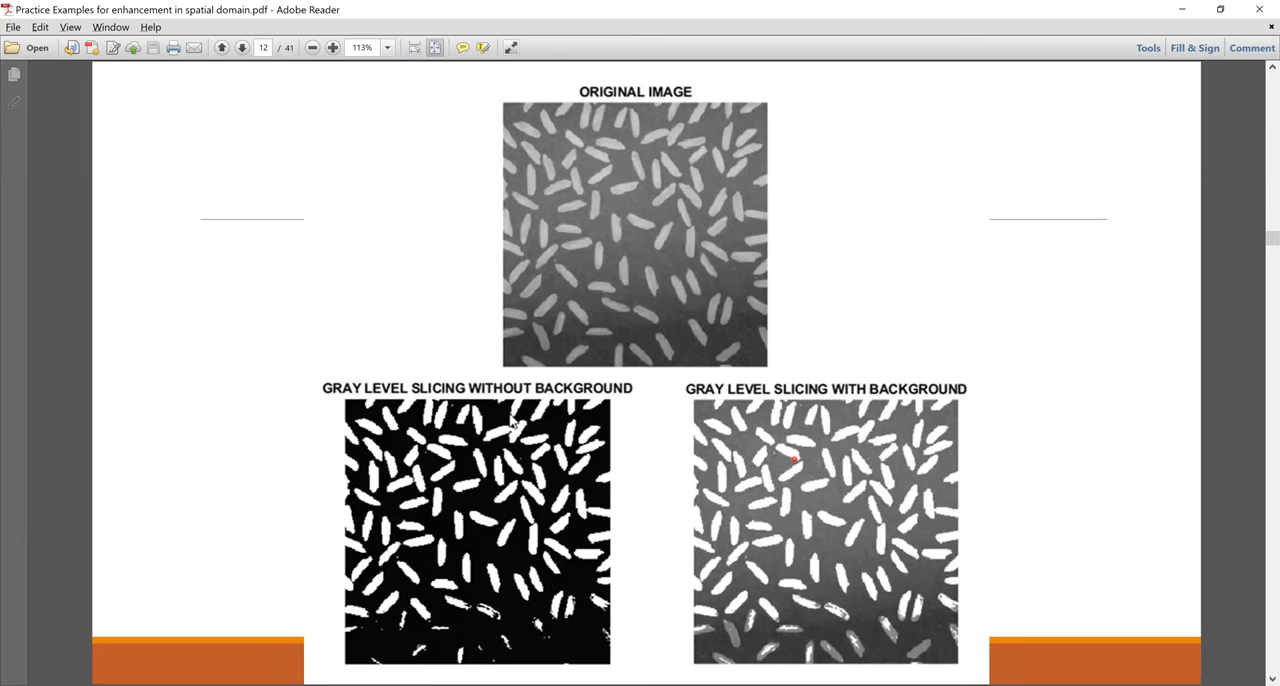 Practice Examples for enhancement in spatial domain.pdf - Adobe Reader
File Edit View Window Help
Open 12 / 41 113% Tools Fill & Sign Comment
ORIGINAL IMAGE
GRAY LEVEL SLICING WITHOUT BACKGROUND
GRAY LEVEL SLICING WITH BACKGROUND